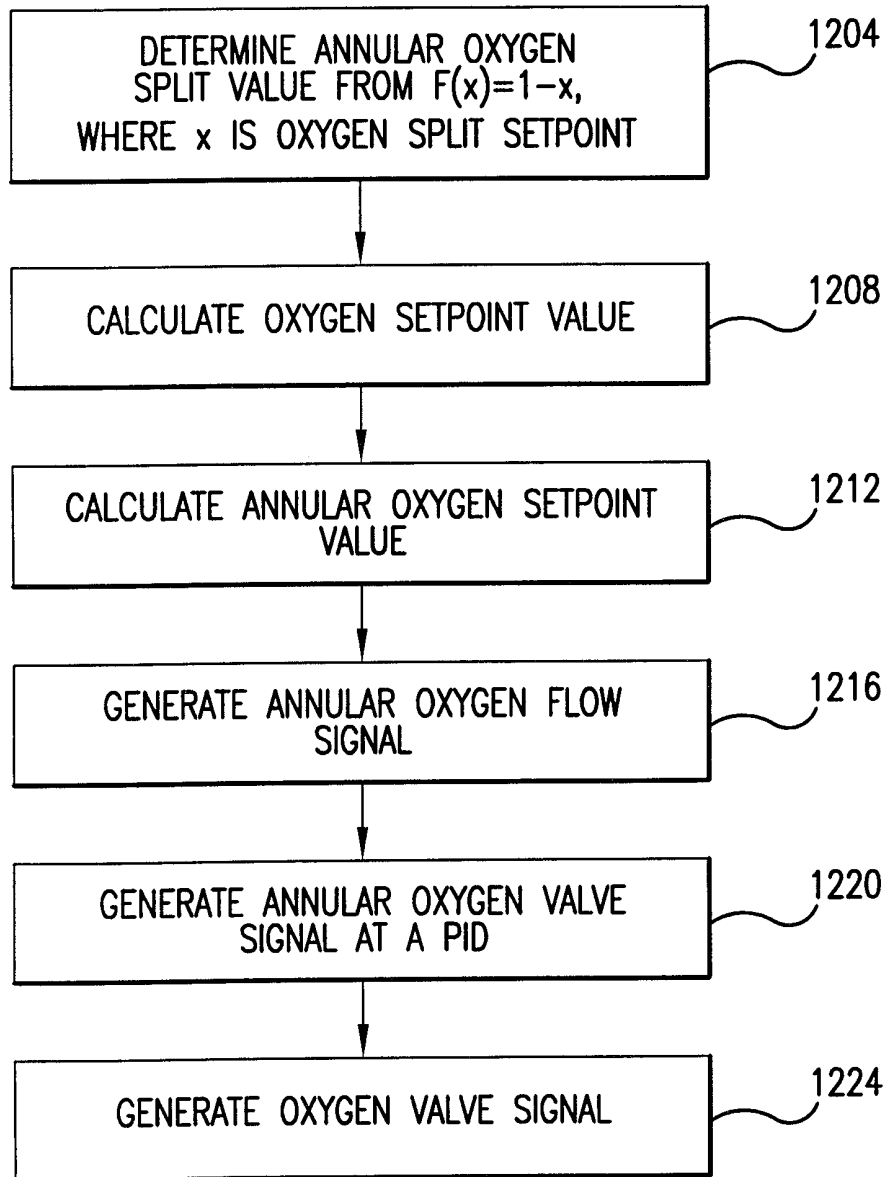 DETERMINE ANNULAR OXYGEN
SPLIT VALUE FROM F(x)=1-x,
WHERE x IS OXYGEN SPLIT SETPOINT
1204
CALCULATE OXYGEN SETPOINT VALUE
1208
CALCULATE ANNULAR OXYGEN SETPOINT
VALUE
1212
GENERATE ANNULAR OXYGEN FLOW
SIGNAL
1216
GENERATE ANNULAR OXYGEN VALVE
SIGNAL AT A PID
1220
GENERATE OXYGEN VALVE SIGNAL
1224